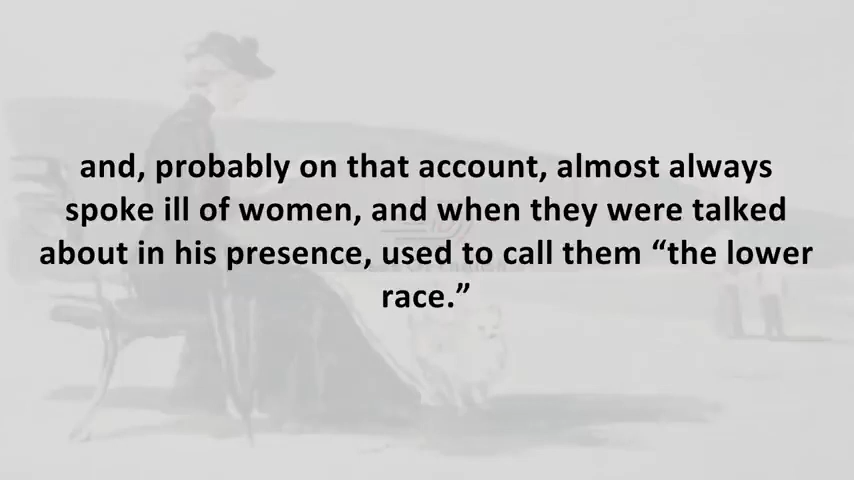 and, probably on that account, almost always
spoke ill of women, and when they were talked
about in his presence, used to call them “the lower
race.”